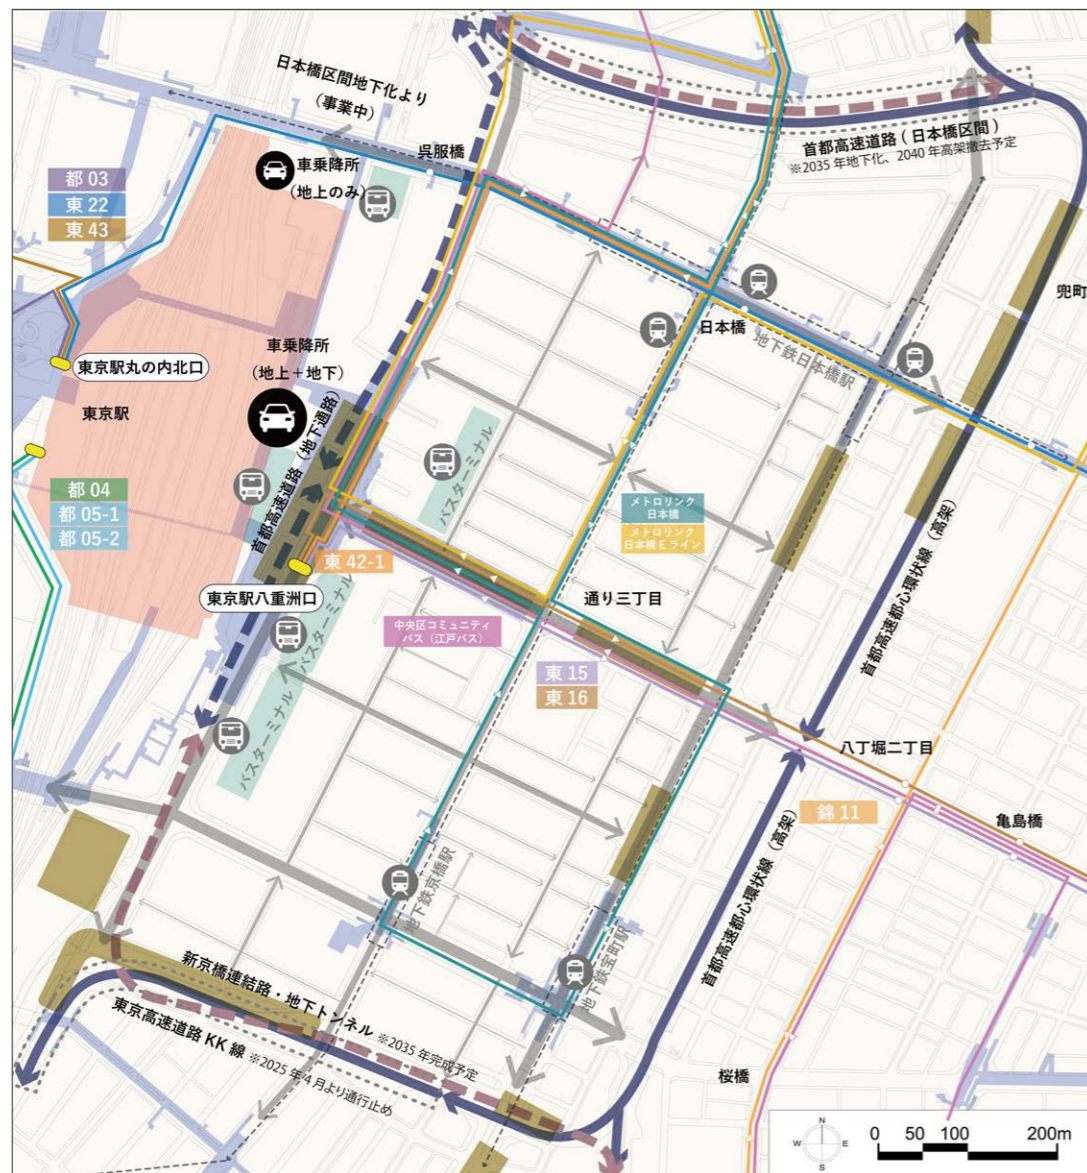 日本橋区間地下化より
(事業中)
呉服橋
首都高速道路(日本橋区間)
※2035年地下化、2040年高架撤去予定
車乗降所
(地上のみ)
都 03
東 22
東 43
兜町
日本橋
地下鉄日本橋駅
東京駅丸の内北口
車乗降所
(地上+地下)
東京駅
首都高速道路(地下通路)
バスターミナル
首都高速都心環状線(高架)
都 04
都 05-1
都 05-2
メトロリンク
日本橋
メトロリンク
日本橋Eライン
東 42-1
東京駅八重洲口
通り三丁目
中央区コミュニティ
バス(江戸バス)
バスターミナル
東 15
東 16
バスターミナル
八丁堀二丁目
錦 11
亀島橋
首都高速都心環状線(高架)
地下鉄京橋駅
地下鉄宝町駅
新京橋連結路・地下トンネル ※2035年完成予定
東京高速道路KK線 ※2025年4月より通行止め
桜橋
N
W E
S
0 50 100 200m